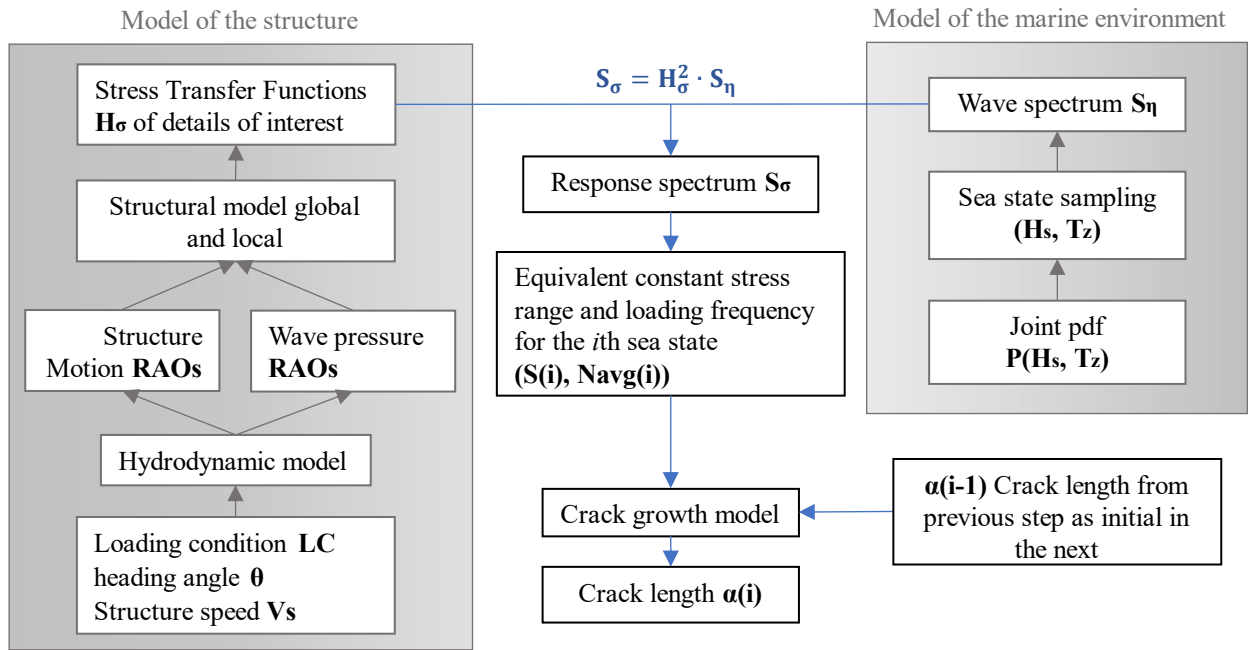 Model of the structure
Stress Transfer Functions
Hσ of details of interest
Structural model global
and local
Structure
Motion RAOs
Wave pressure
RAOs
Hydrodynamic model
Loading condition LC
heading angle θ
Structure speed Vs
S_σ = H_σ^2 · S_η
Response spectrum Sσ
Equivalent constant stress
range and loading frequency
for the ith sea state
(S(i), Navg(i))
Crack growth model
Crack length α(i)
Model of the marine environment
Wave spectrum Sη
Sea state sampling
(Hs, Tz)
Joint pdf
P(Hs, Tz)
α(i-1) Crack length from
previous step as initial in
the next